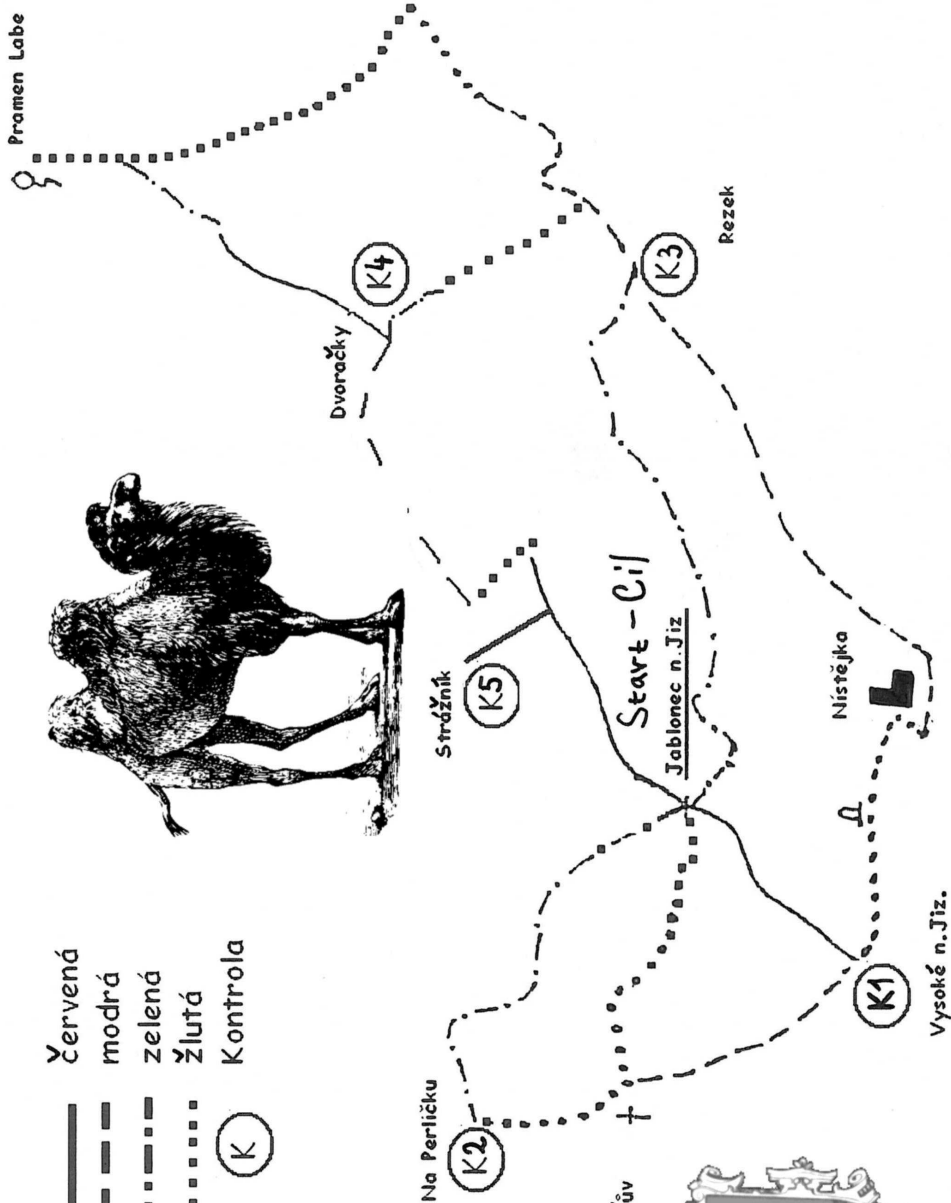 Pramen Labe
červená
modrá
zelená
žlutá
K Kontrola
Dvoračky
K4
K3
Rezek
Strážník
K5
Start - Cíl
Jablonec n.Jiz
Nístějka
Na Perličku
K2
K1
Vysoké n.Jiz.